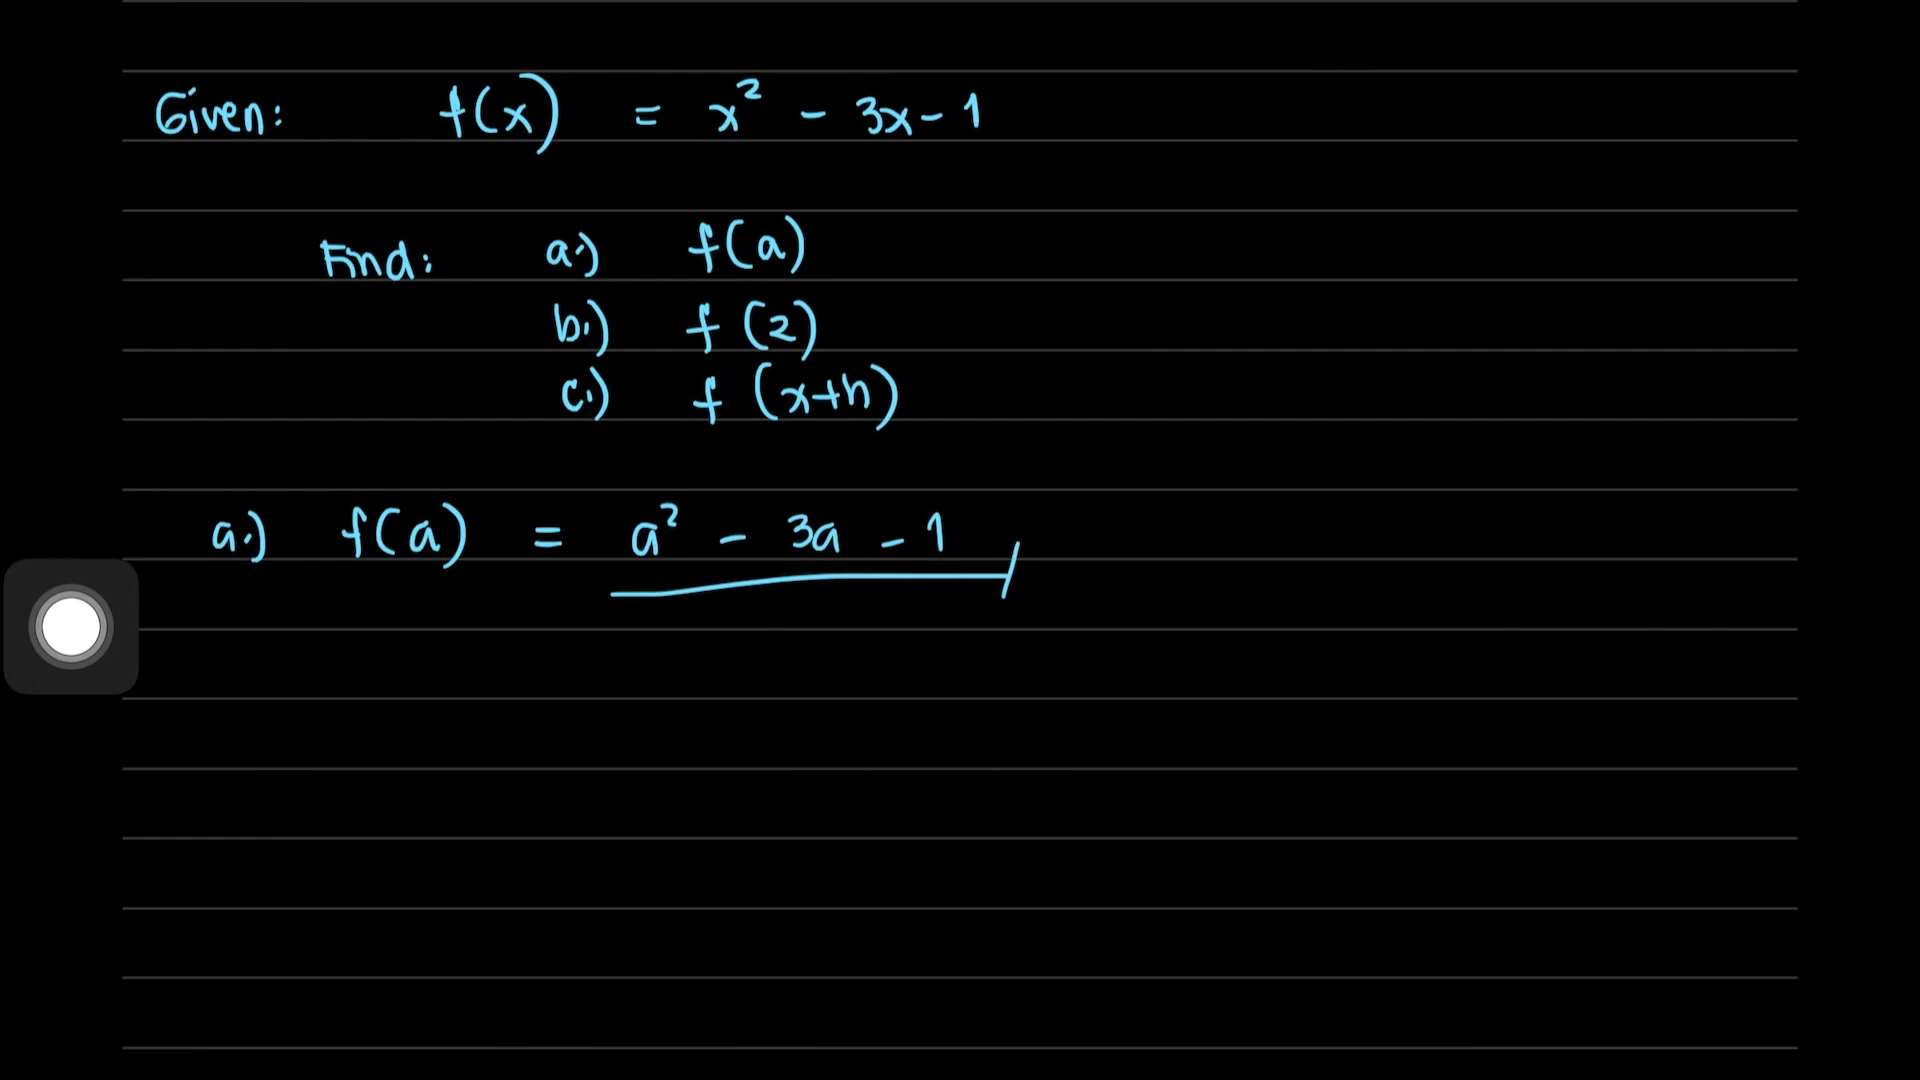 Given: f(x) = x² - 3x - 1
Find: a.) f(a)
b.) f(2)
c.) f(x+h)
a.) f(a) = a² - 3a - 1